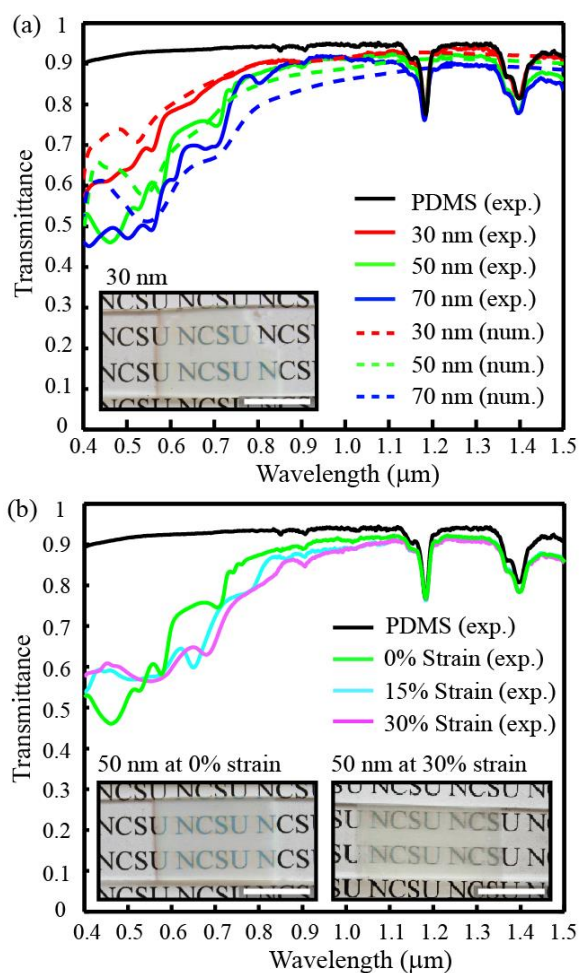 (a)
1
0.9
0.8
0.7
0.6
0.5
0.4
0.3
0.2
0.1
0
Transmittance
PDMS (exp.)
30 nm (exp.)
50 nm (exp.)
70 nm (exp.)
30 nm (num.)
50 nm (num.)
70 nm (num.)
30 nm
NCSU NCSU NCSU
NCSU NCSU NCSU
0.4 0.5 0.6 0.7 0.8 0.9 1.0 1.1 1.2 1.3 1.4 1.5
Wavelength (μm)
(b)
1
0.9
0.8
0.7
0.6
0.5
0.4
0.3
0.2
0.1
0
Transmittance
PDMS (exp.)
0% Strain (exp.)
15% Strain (exp.)
30% Strain (exp.)
50 nm at 0% strain
NCSU NCSU NCSU
NCSU NCSU NCSU
50 nm at 30% strain
NCSU NCSU
NCSU NCSU
0.4 0.5 0.6 0.7 0.8 0.9 1.0 1.1 1.2 1.3 1.4 1.5
Wavelength (μm)